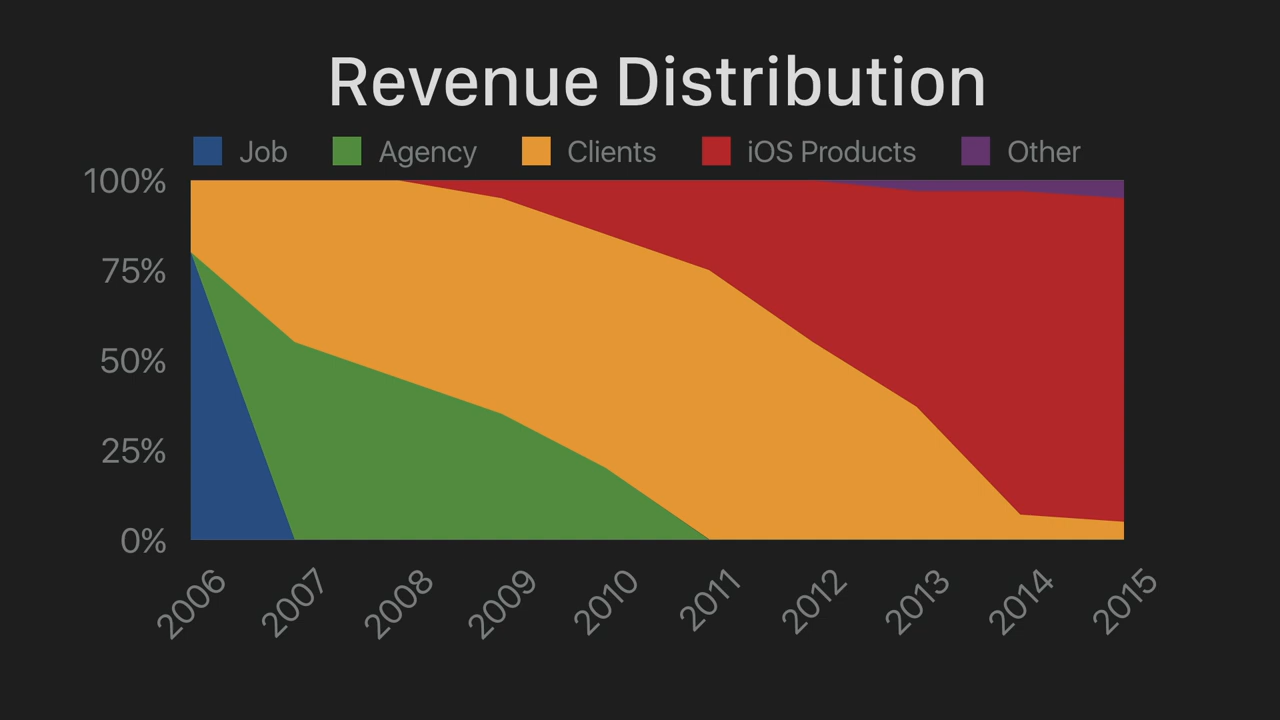 Revenue Distribution
Job Agency Clients iOS Products Other
100%
75%
50%
25%
0%
2006 2007 2008 2009 2010 2011 2012 2013 2014 2015